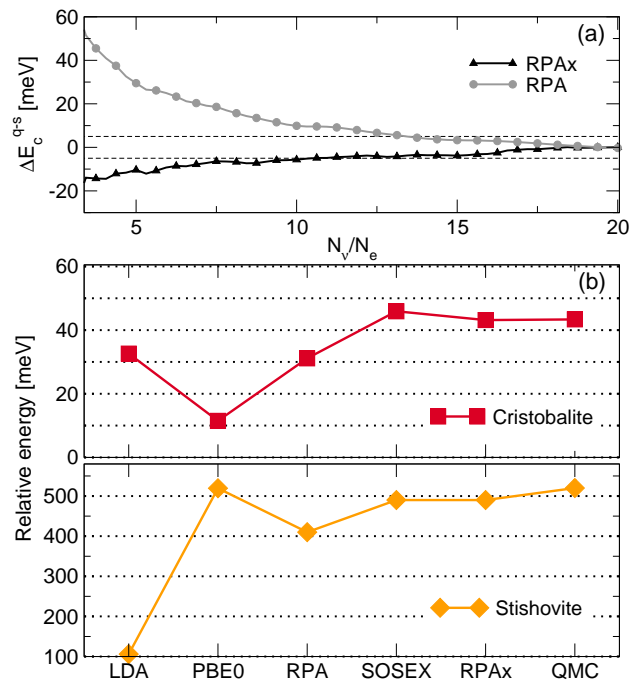 60
(a)
40
RPAx
RPA
20
0
-20
ΔE_c^{q-s} [meV]
5 10 15 20
N_ν/N_e
60
(b)
40
20
Cristobalite
0
Relative energy [meV]
500
400
300
200
Stishovite
100
LDA PBE0 RPA SOSEX RPAx QMC